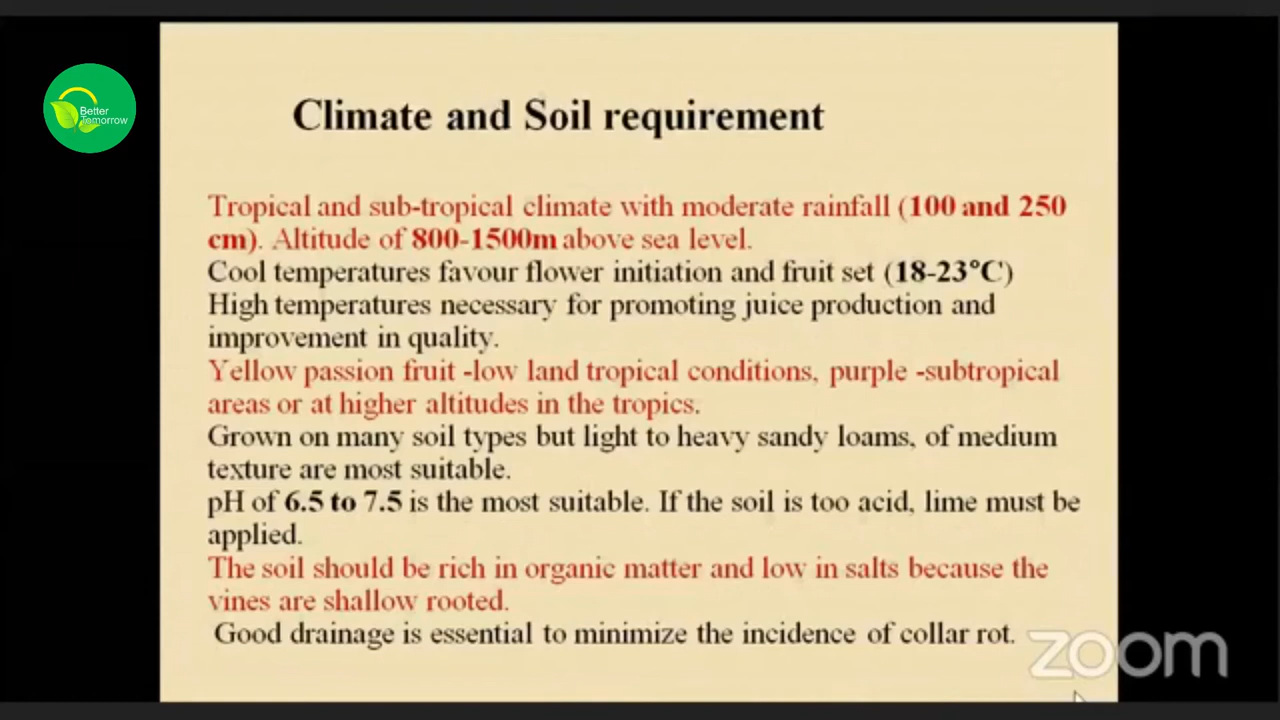 Better
Tomorrow
Climate and Soil requirement
Tropical and sub-tropical climate with moderate rainfall (100 and 250
cm). Altitude of 800-1500m above sea level.
Cool temperatures favour flower initiation and fruit set (18-23°C)
High temperatures necessary for promoting juice production and
improvement in quality.
Yellow passion fruit -low land tropical conditions, purple -subtropical
areas or at higher altitudes in the tropics.
Grown on many soil types but light to heavy sandy loams, of medium
texture are most suitable.
pH of 6.5 to 7.5 is the most suitable. If the soil is too acid, lime must be
applied.
The soil should be rich in organic matter and low in salts because the
vines are shallow rooted.
Good drainage is essential to minimize the incidence of collar rot.
zoom